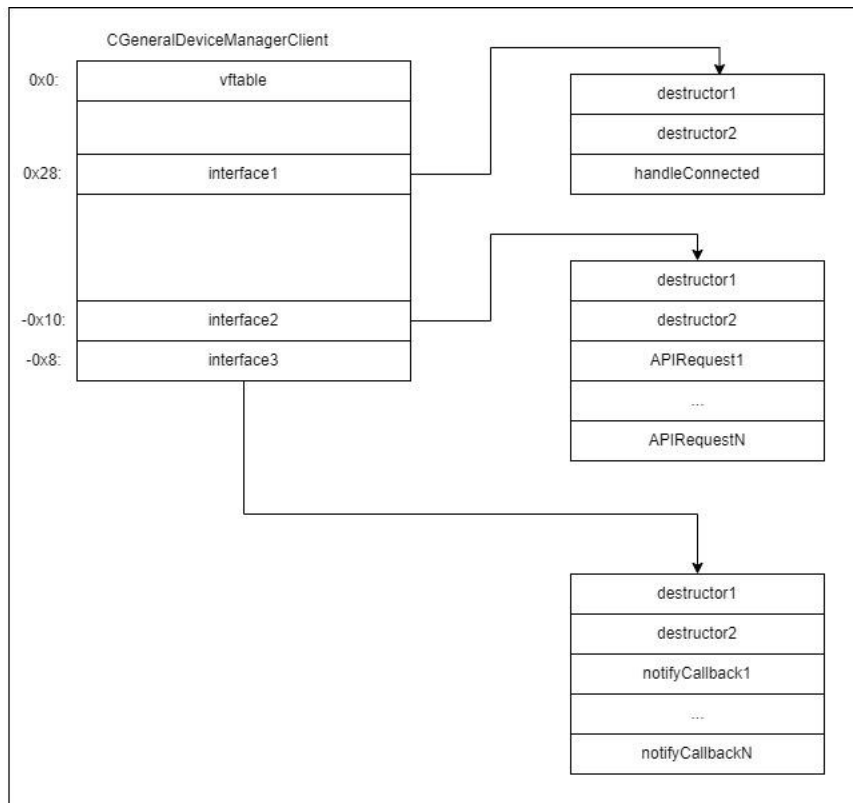 CGeneralDeviceManagerClient
0x0:
vftable
0x28:
interface1
-0x10:
interface2
-0x8:
interface3
destructor1
destructor2
handleConnected
destructor1
destructor2
APIRequest1
...
APIRequestN
destructor1
destructor2
notifyCallback1
...
notifyCallbackN